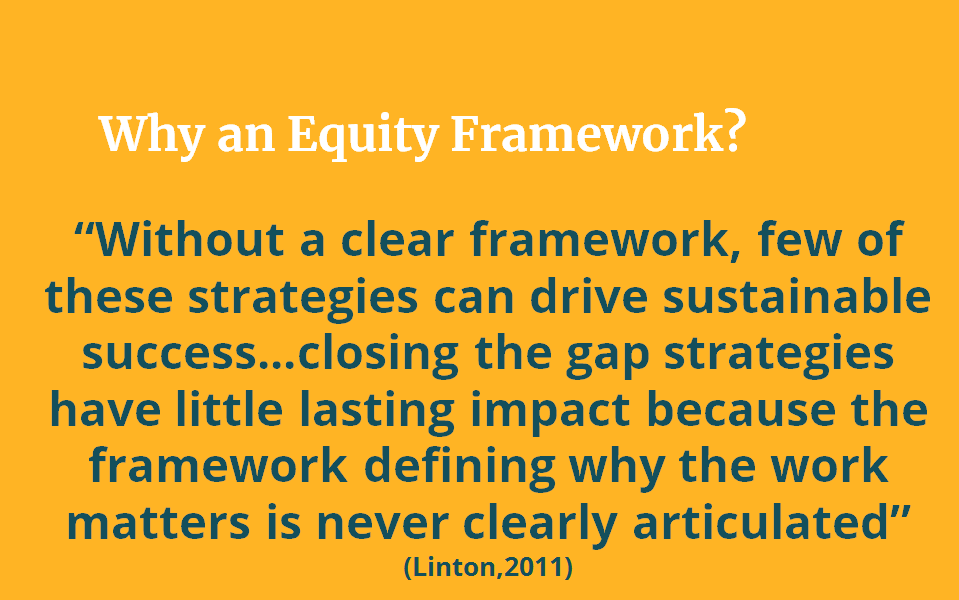 Why an Equity Framework?
“Without a clear framework, few of
these strategies can drive sustainable
success...closing the gap strategies
have little lasting impact because the
framework defining why the work
matters is never clearly articulated”
(Linton,2011)